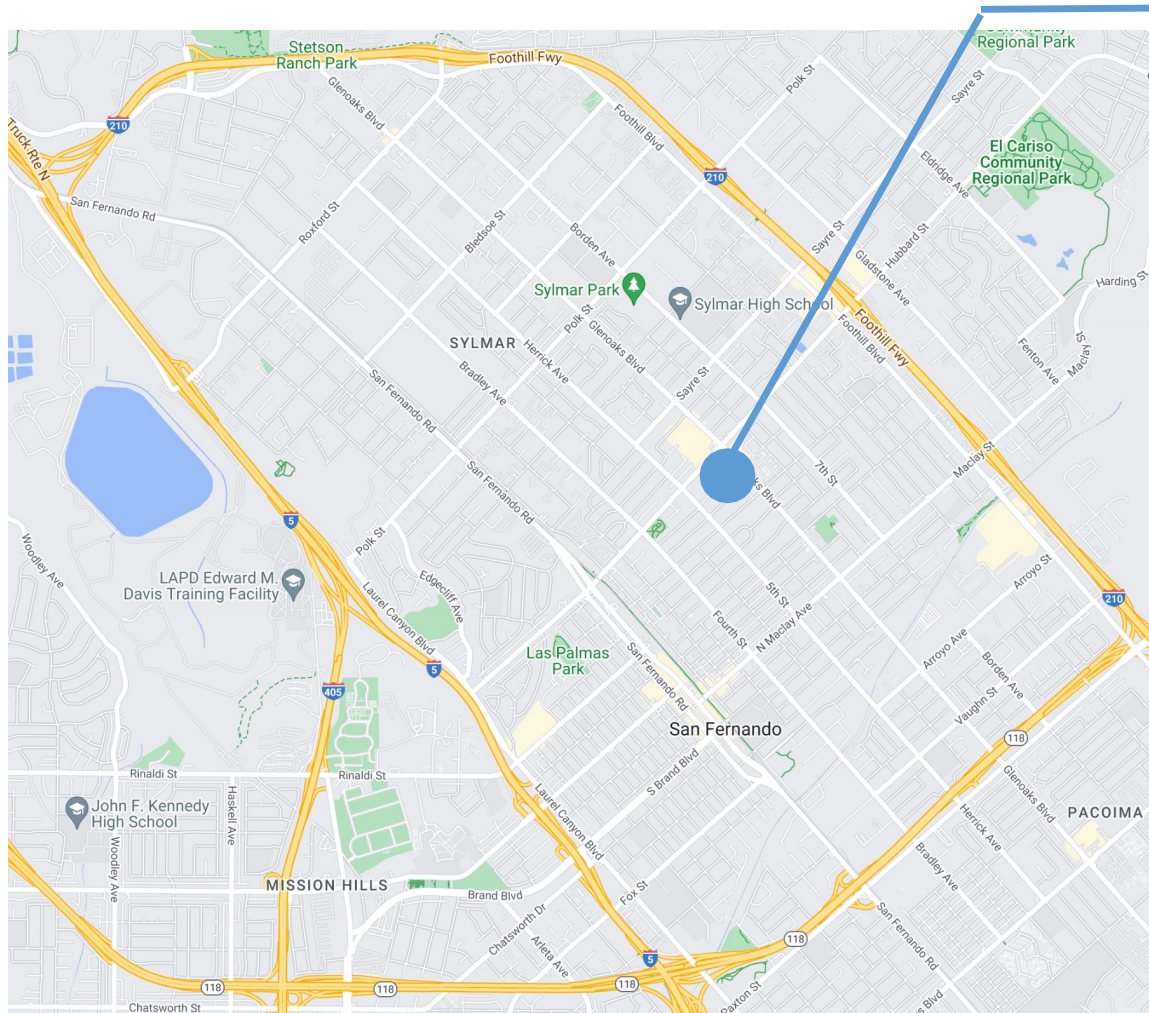 Regional Park
Stetson
Ranch Park
Foothill Fwy
Polk St
Sayre St
Glenoaks Blvd
Foothill Blvd
210
Truck Rte N
El Cariso
Community
Regional Park
Eldridge Ave
210
San Fernando Rd
Roxford St
Bledsoe St
Borden Ave
Sayre St
Hubbard St
Gladstone Ave
Harding St
Sylmar Park
Sylmar High School
Polk St
Glenoaks Blvd
Foothill Blvd
Foothill Fwy
SYLMAR
Herrick Ave
Fenton Ave
Maclay St
Bradley Ave
Sayre St
San Fernando Rd
7th St
Maclay St
San Fernando Rd
ks Blvd
5
Woodley Ave
Polk St
LAPD Edward M.
Davis Training Facility
Edgecliff Ave
Laurel Canyon Blvd
Arroyo St
5th St
210
Fourth St
N Maclay Ave
Arroyo Ave
Las Palmas
Park
San Fernando Rd
5
Borden Ave
405
Vaughn St
San Fernando
118
Rinaldi St
Rinaldi St
S Brand Blvd
Glenoaks Blvd
Haskell Ave
John F. Kennedy
High School
Laurel Canyon Blvd
Herrick Ave
PACOIMA
Woodley Ave
Bradley Ave
MISSION HILLS
Brand Blvd
Fox St
Chatsworth Dr
San Fernando Rd
118
Arleta Ave
5
118
118
Paxton St
s Blvd
Chatsworth St